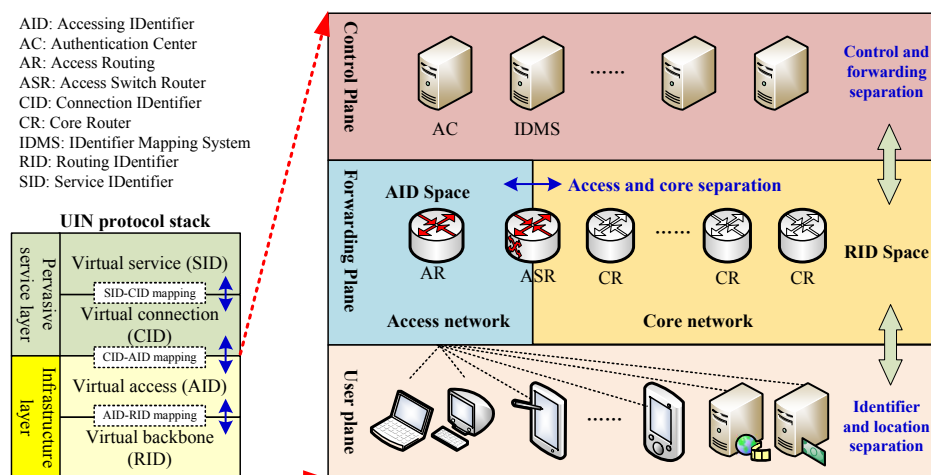 AID: Accessing IDentifier
AC: Authentication Center
AR: Access Routing
ASR: Access Switch Router
CID: Connection IDentifier
CR: Core Router
IDMS: IDentifier Mapping System
RID: Routing IDentifier
SID: Service IDentifier
UIN protocol stack
Pervasive
service layer
Virtual service (SID)
SID-CID mapping
Virtual connection
(CID)
CID-AID mapping
Infrastructure
layer
Virtual access (AID)
AID-RID mapping
Virtual backbone
(RID)
Control Plane
......
AC
IDMS
Control and
forwarding
separation
Forwarding Plane
AID Space
Access and core separation
......
AR
ASR
CR
CR
CR
RID Space
Access network
Core network
User plane
......
Identifier
and location
separation